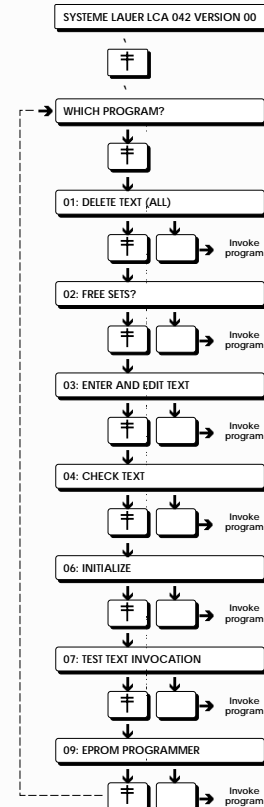 SYSTEME LAUER LCA 042 VERSION 00
WHICH PROGRAM?
01: DELETE TEXT (ALL)
Invoke
program
02: FREE SETS?
Invoke
program
03: ENTER AND EDIT TEXT
Invoke
program
04: CHECK TEXT
Invoke
program
06: INITIALIZE
Invoke
program
07: TEST TEXT INVOCATION
Invoke
program
09: EPROM PROGRAMMER
Invoke
program